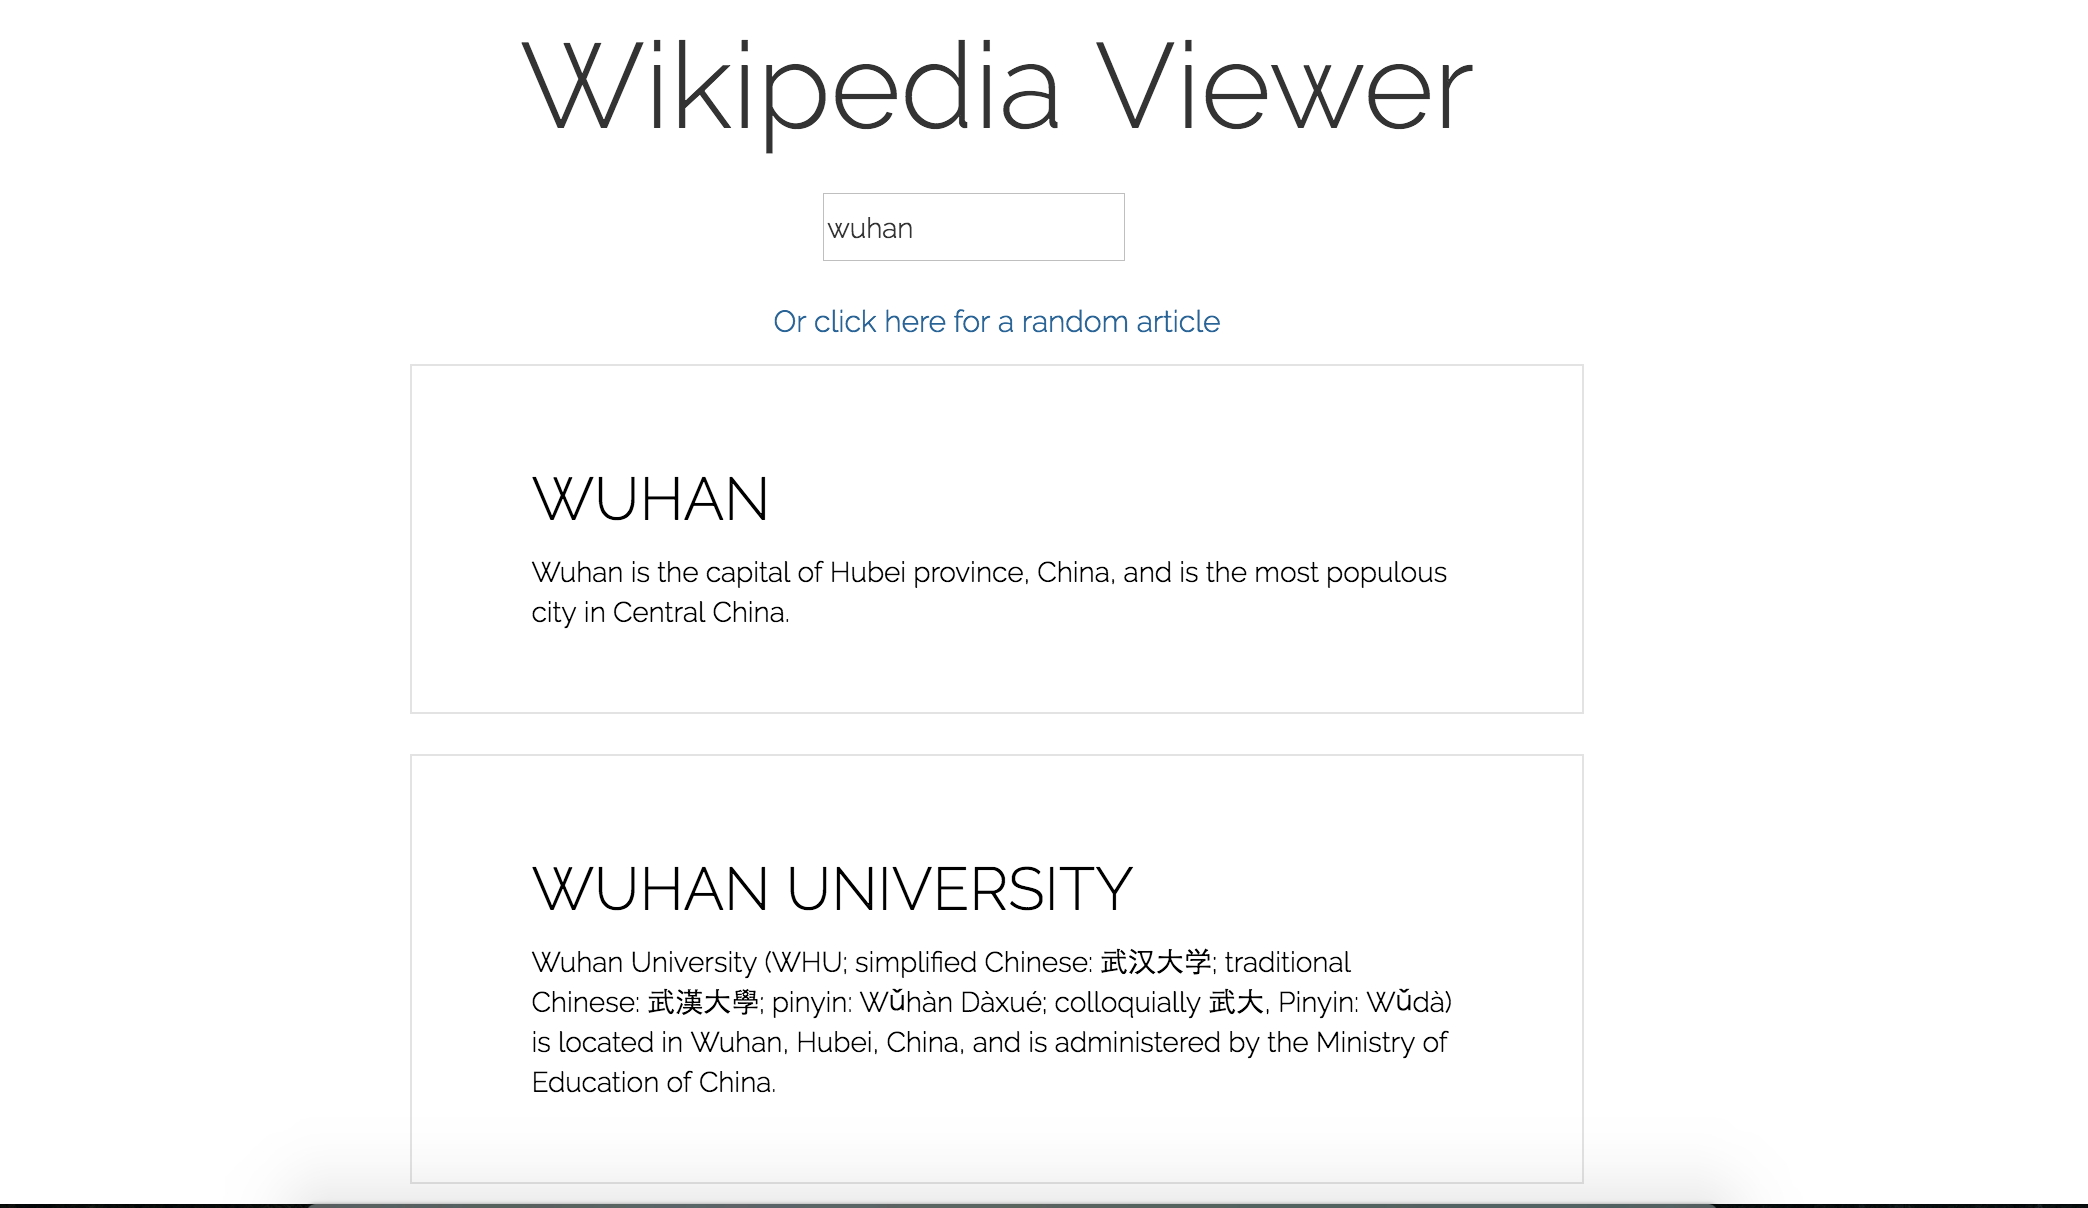 Wikipedia Viewer
wuhan
Or click here for a random article
WUHAN
Wuhan is the capital of Hubei province, China, and is the most populous
city in Central China.
WUHAN UNIVERSITY
Wuhan University (WHU; simplified Chinese: 武汉大学; traditional
Chinese: 武漢大學; pinyin: Wǔhàn Dàxué; colloquially 武大, Pinyin: Wǔdà)
is located in Wuhan, Hubei, China, and is administered by the Ministry of
Education of China.